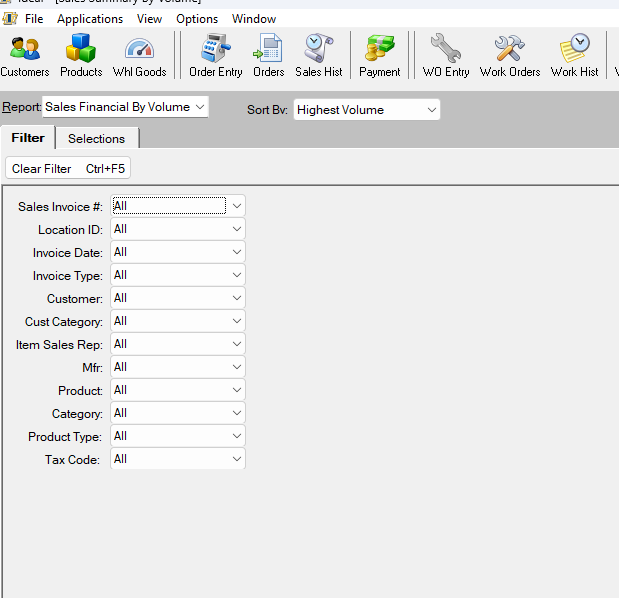 [Sales Summary By Volume]
File Applications View Options Window
Customers Products Whl Goods Order Entry Orders Sales Hist Payment WO Entry Work Orders Work Hist
Report: Sales Financial By Volume Sort By: Highest Volume
Filter Selections
Clear Filter Ctrl+F5
Sales Invoice #: All
Location ID: All
Invoice Date: All
Invoice Type: All
Customer: All
Cust Category: All
Item Sales Rep: All
Mfr: All
Product: All
Category: All
Product Type: All
Tax Code: All